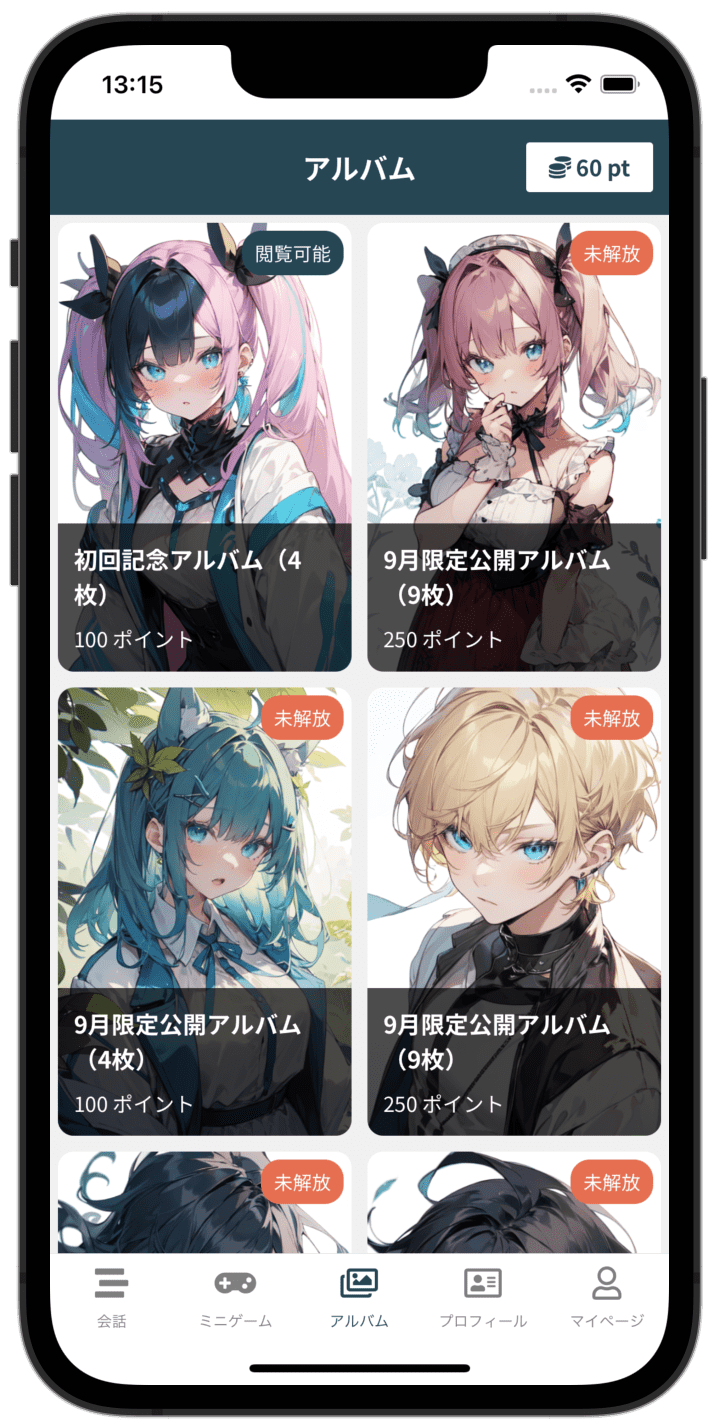 13:15
アルバム
60 pt
閲覧可能
未解放
初回記念アルバム（4
枚）
100 ポイント
9月限定公開アルバム
（9枚）
250 ポイント
未解放
未解放
9月限定公開アルバム
（4枚）
100 ポイント
9月限定公開アルバム
（9枚）
250 ポイント
未解放
未解放
会話
ミニゲーム
アルバム
プロフィール
マイページ